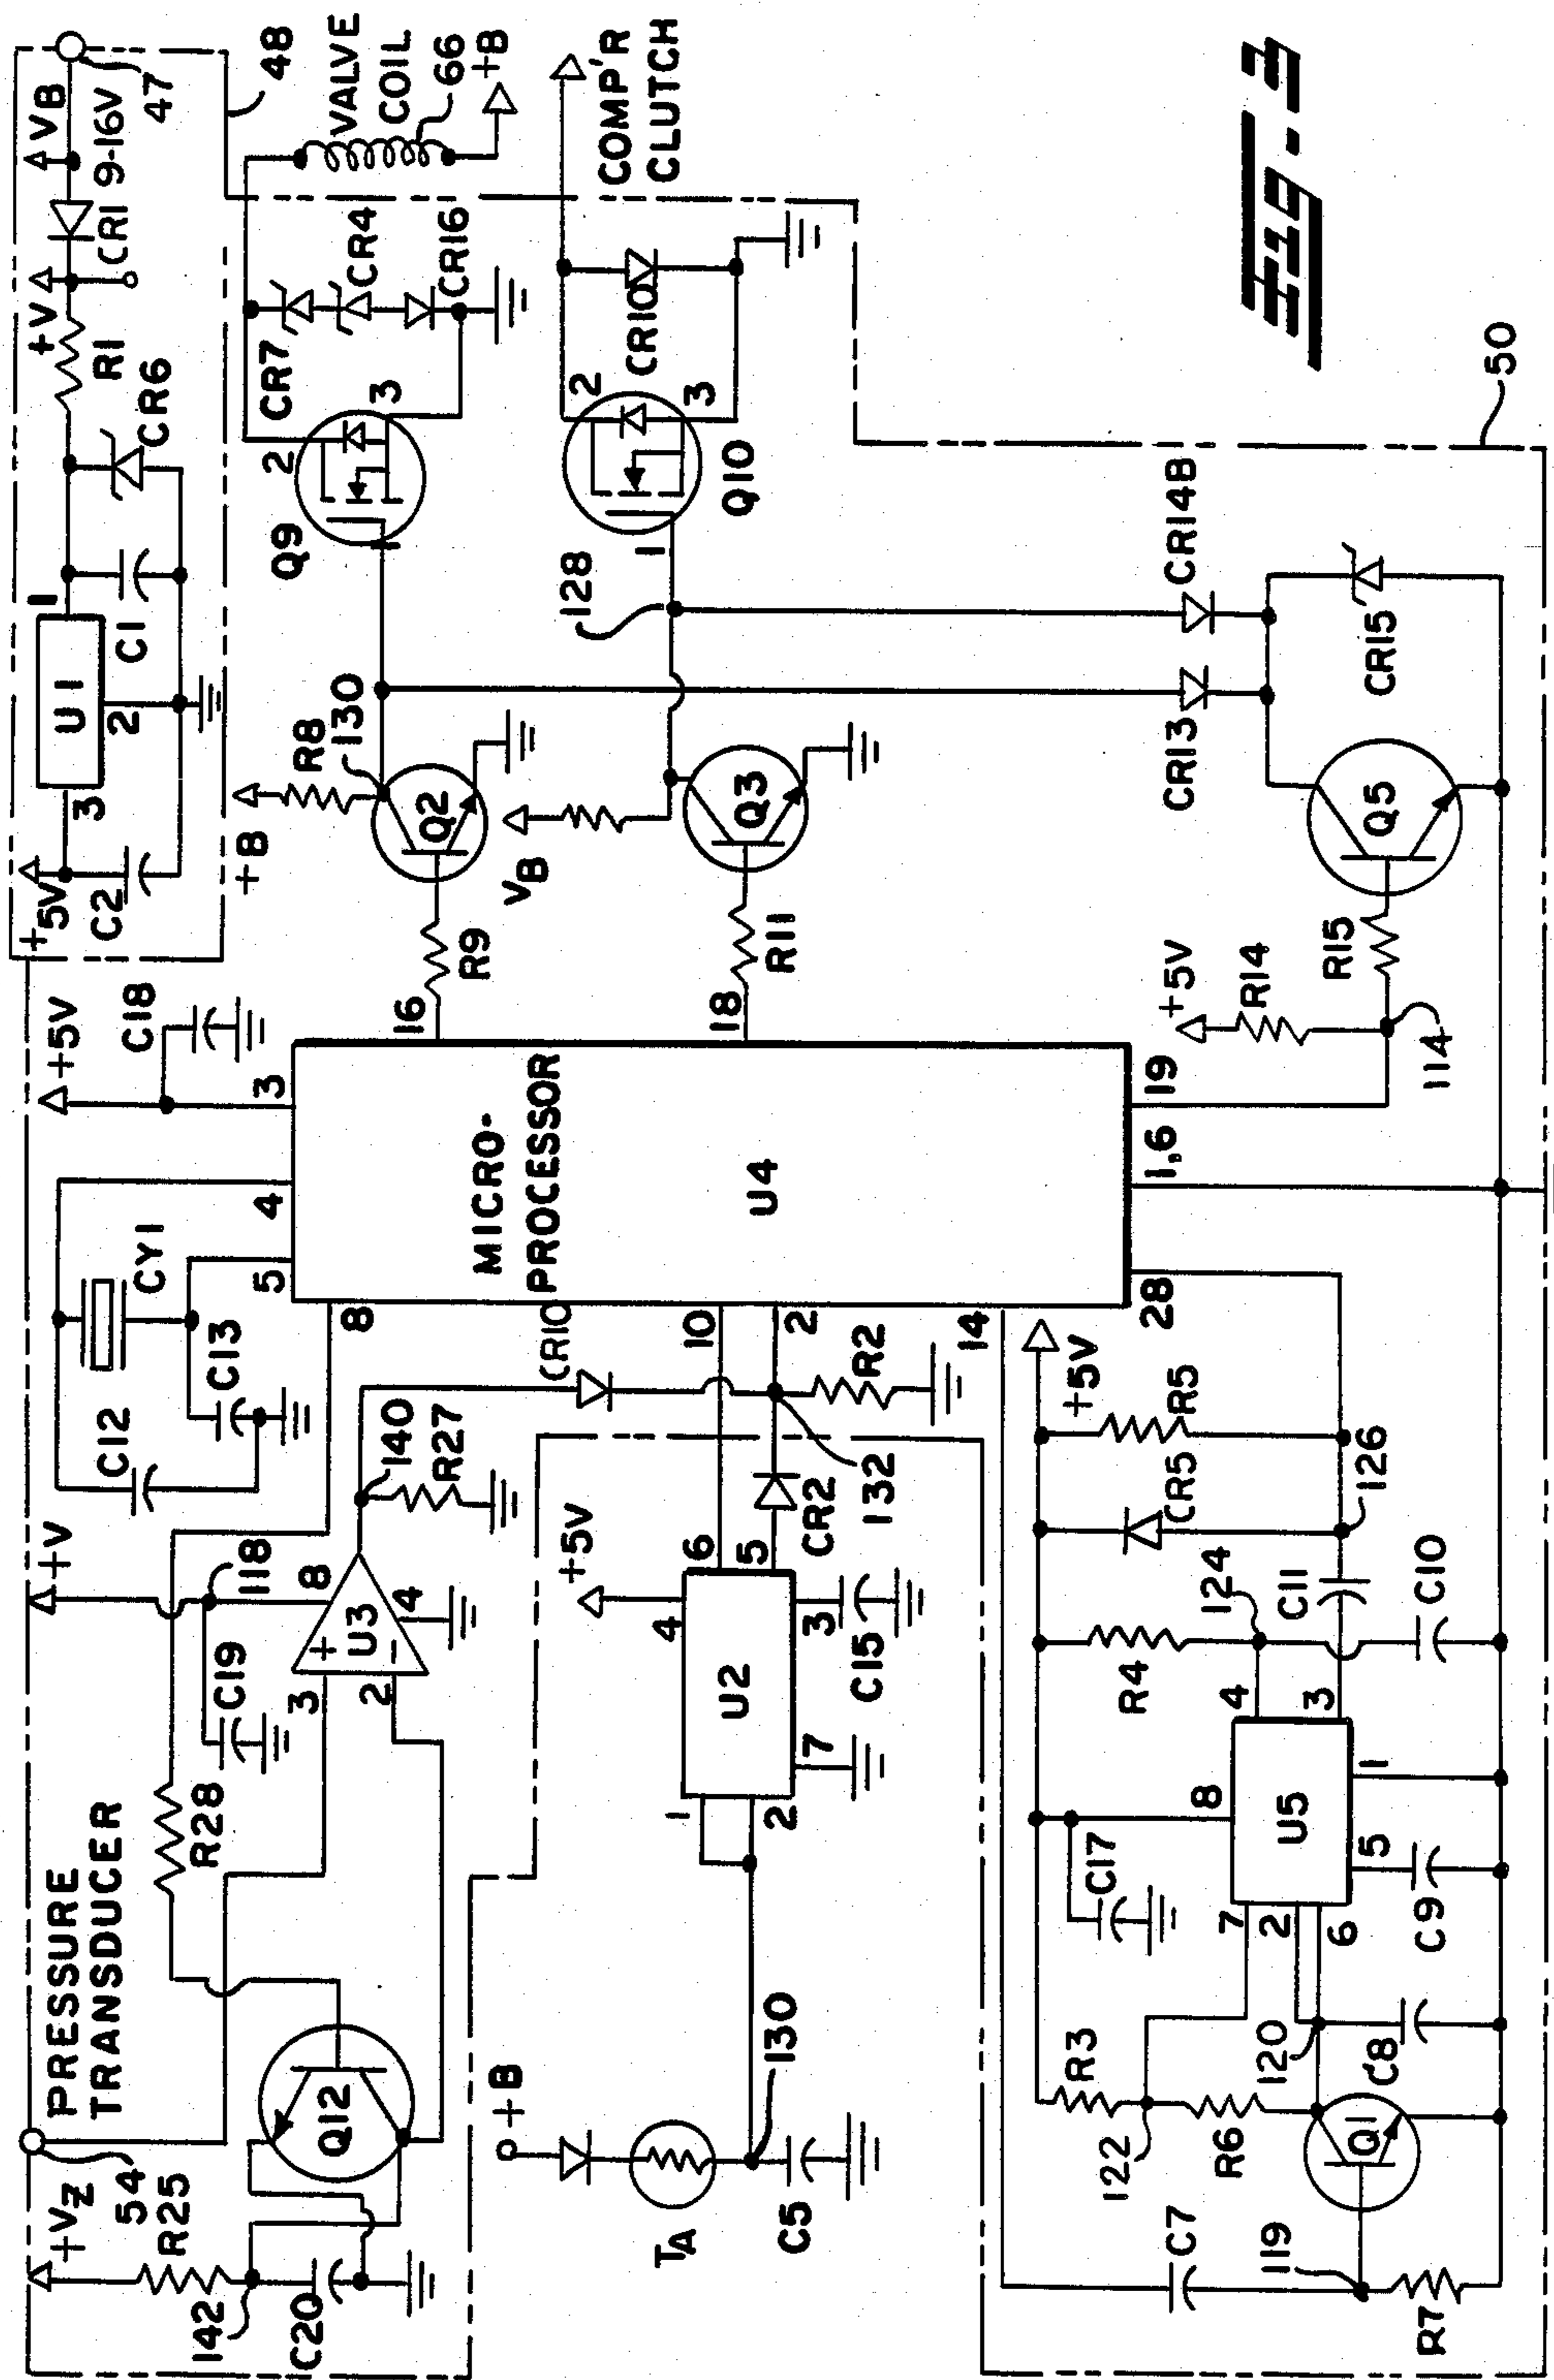 PRESSURE
TRANSDUCER
+VZ
54
R25
142
C20
Q12
R28
C19
118
+V
3
2
+
-
U3
8
4
140
R27
C12
C13
CY1
5
4
3
8
+5V
C18
MICRO-
PROCESSOR
U4
10
2
14
28
1,6
19
16
18
CR10
R2
132
CR2
+5V
U2
1
2
3
4
5
6
7
C15
+B
TA
C5
130
119
C7
R7
Q1
122
R6
R3
120
C8
C17
7
2
6
8
U5
5
1
4
3
C9
R4
124
C11
C10
CR5
126
R5
+5V
+5V
C2
3
U1
2
1
C1
CR6
R1
+V
CR1
9-16V
VB
47
48
+B
R8
130
Q2
R9
VB
Q3
R11
Q9
1
2
3
CR7
CR4
CR16
VALVE
COIL
66
+B
128
1
Q10
2
3
CR10
COMP'R
CLUTCH
+5V
R14
R15
114
Q5
CR13
CR14B
CR15
50
FIG-3